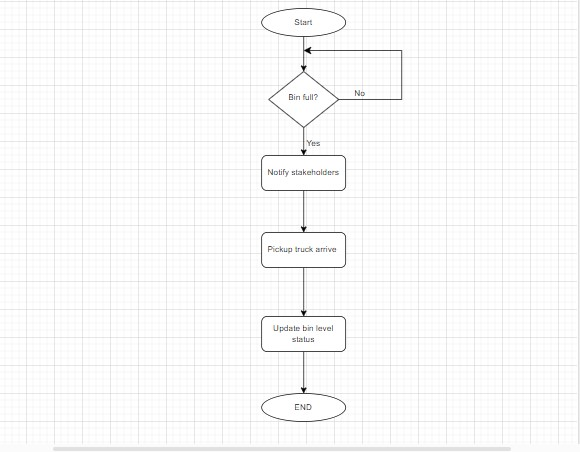 Start
Bin full?
No
Yes
Notify stakeholders
Pickup truck arrive
Update bin level
status
END